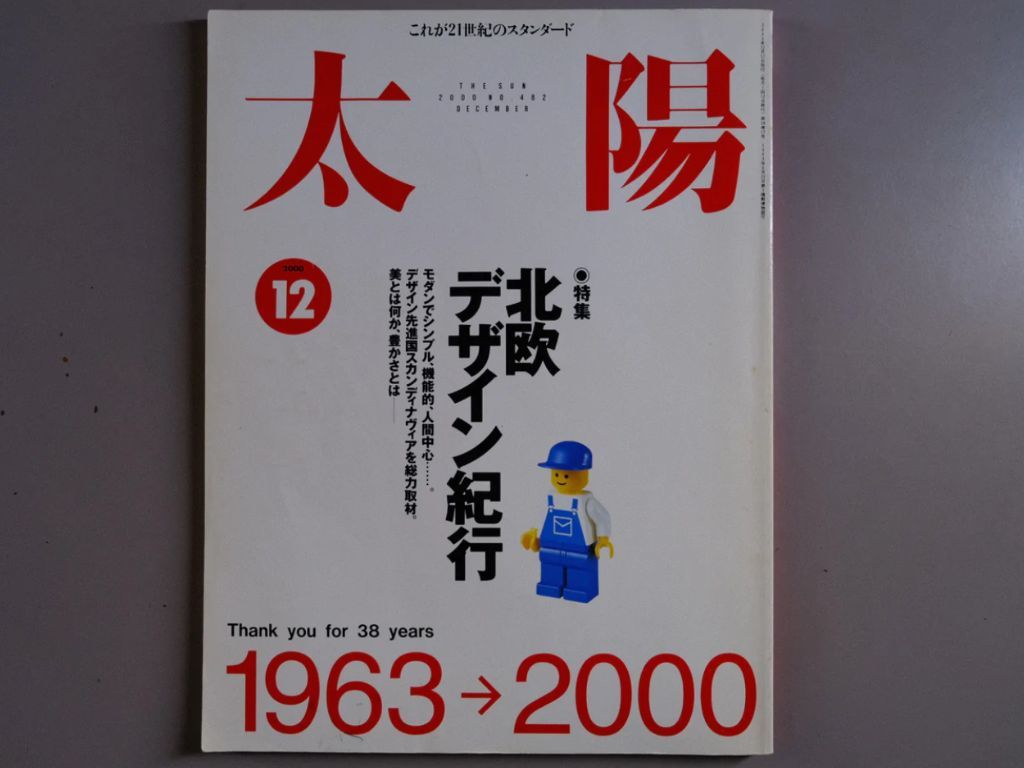 これが21世紀のスタンダード
太陽
THE SUN
2000 NO.482
DECEMBER
2000
12
●特集
北欧
デザイン紀行
モダンでシンプル、機能的、人間中心……。
デザイン先進国スカンディナヴィアを総力取材。
美とは何か、豊かさとは——
Thank you for 38 years
1963→2000